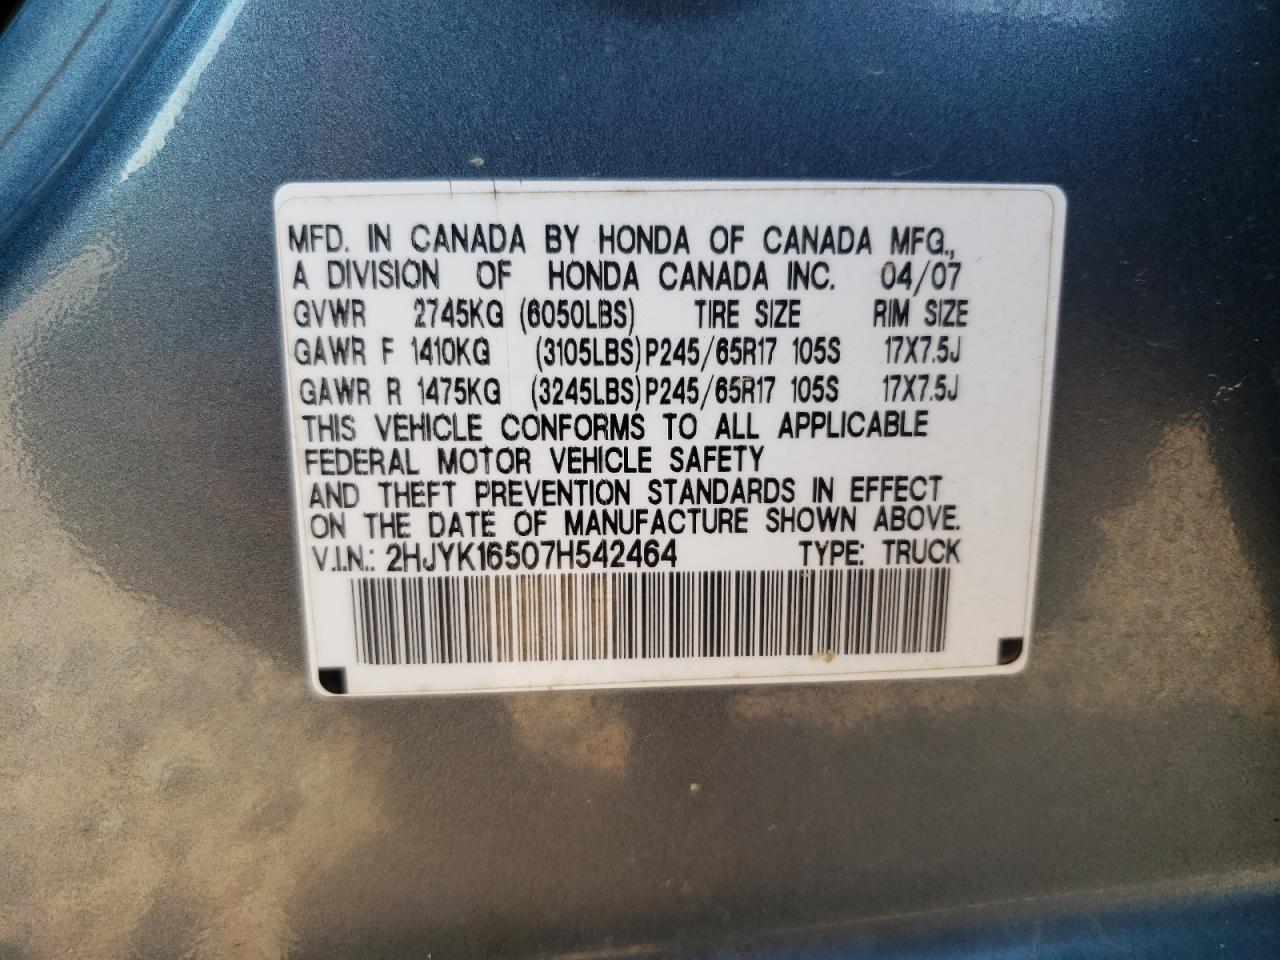 MFD. IN CANADA BY HONDA OF CANADA MFG.,
A DIVISION OF HONDA CANADA INC. 04/07
GVWR 2745KG (6050LBS) TIRE SIZE RIM SIZE
GAWR F 1410KG (3105LBS) P245/65R17 105S 17X7.5J
GAWR R 1475KG (3245LBS) P245/65R17 105S 17X7.5J
THIS VEHICLE CONFORMS TO ALL APPLICABLE
FEDERAL MOTOR VEHICLE SAFETY
AND THEFT PREVENTION STANDARDS IN EFFECT
ON THE DATE OF MANUFACTURE SHOWN ABOVE.
V.I.N.: 2HJYK16507H542464 TYPE: TRUCK